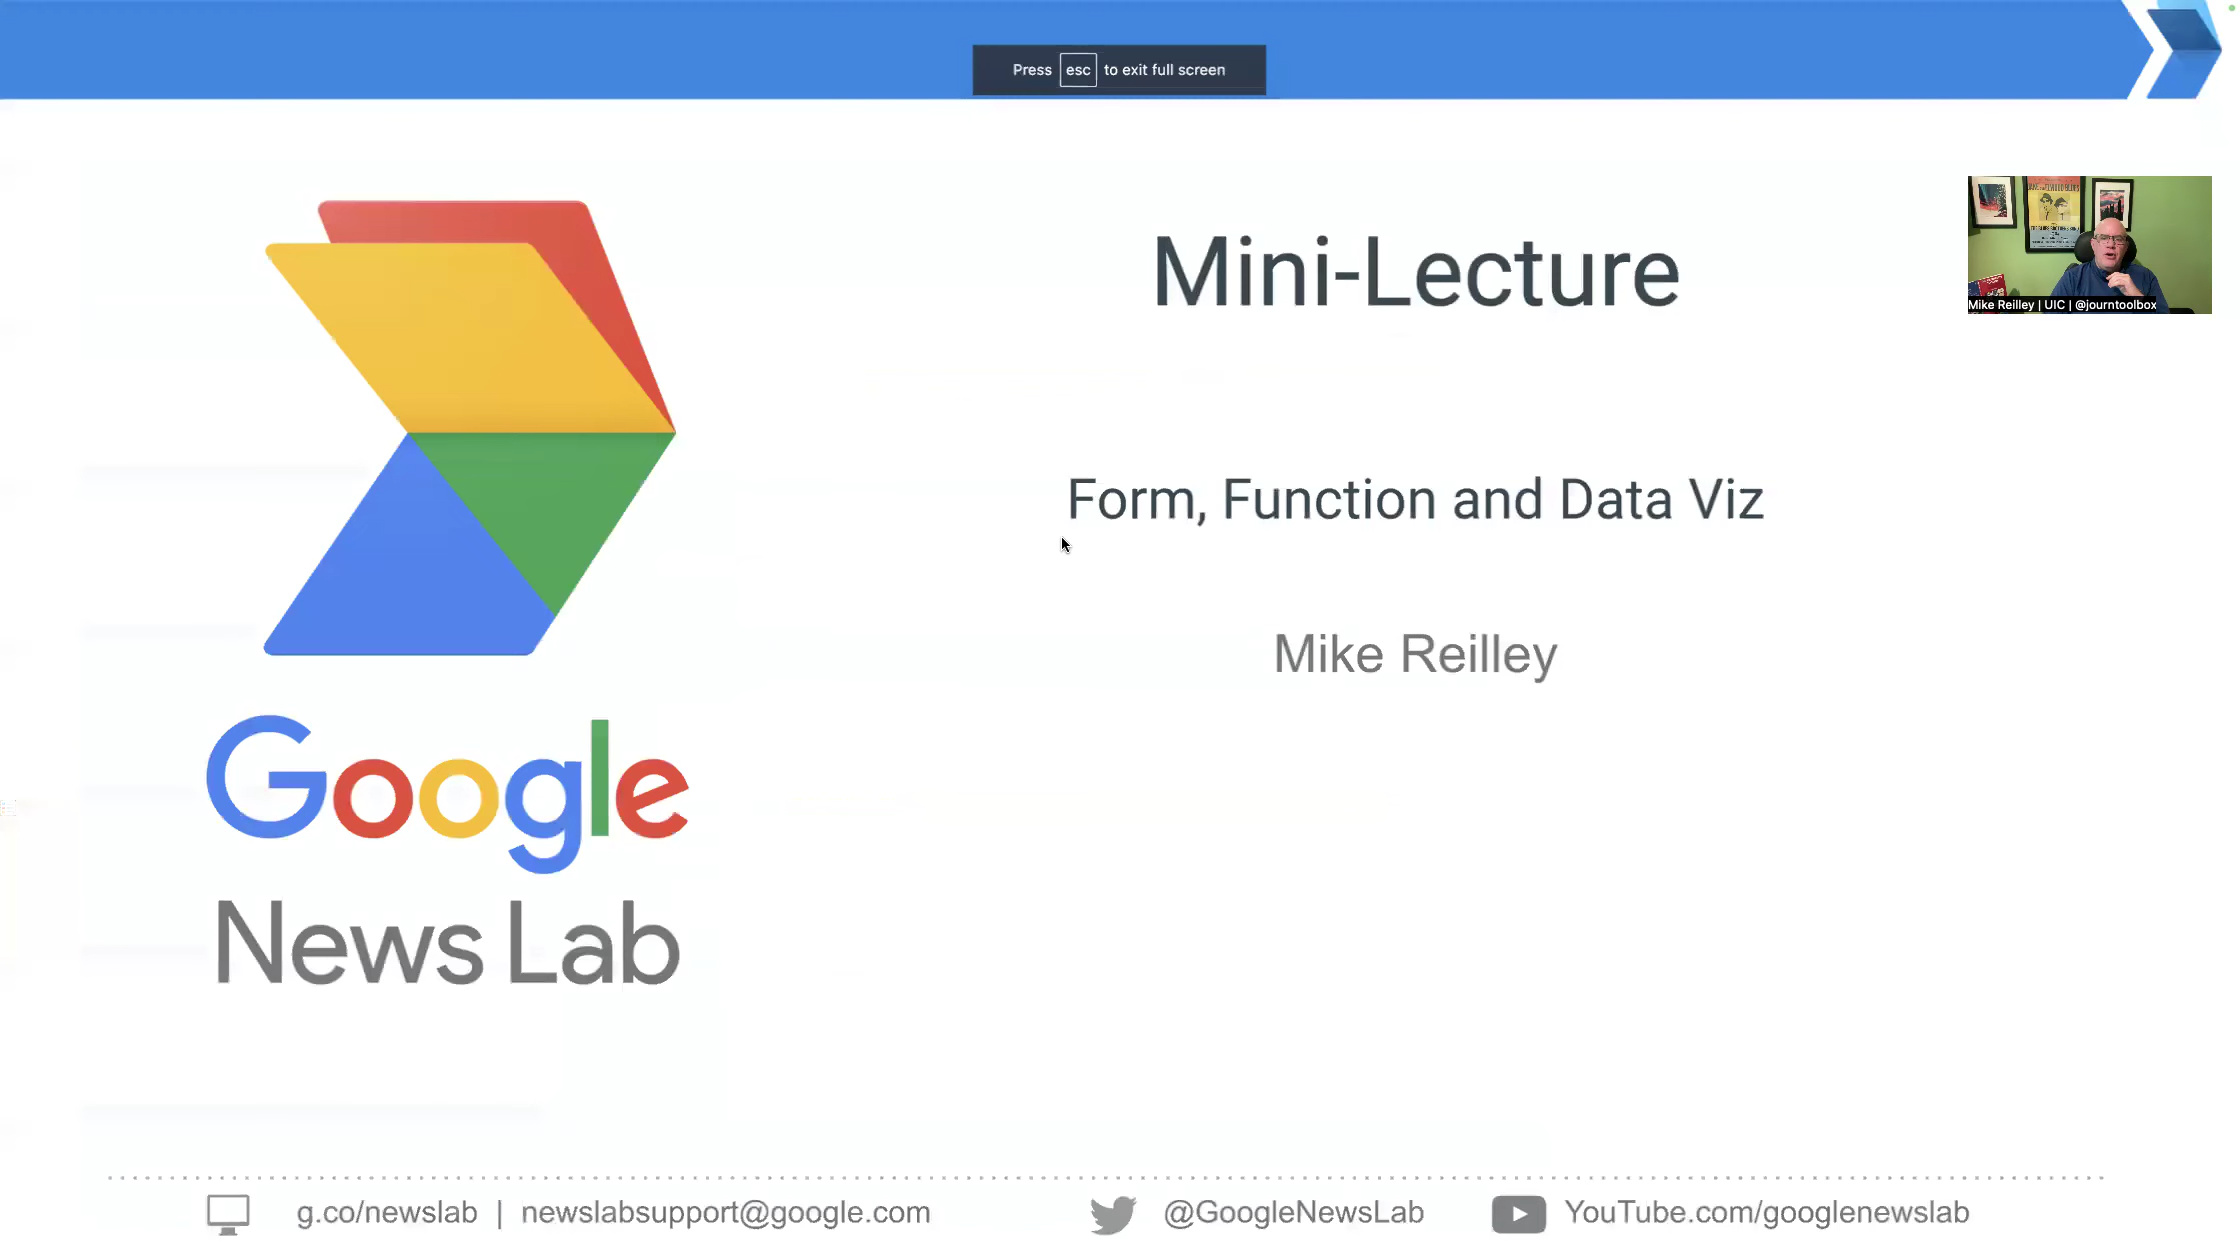 Press esc to exit full screen
Mini-Lecture
Mike Reilley | UIC | @journtoolbox
Form, Function and Data Viz
Mike Reilley
Google
News Lab
g.co/newslab | newslabsupport@google.com
@GoogleNewsLab
YouTube.com/googlenewslab